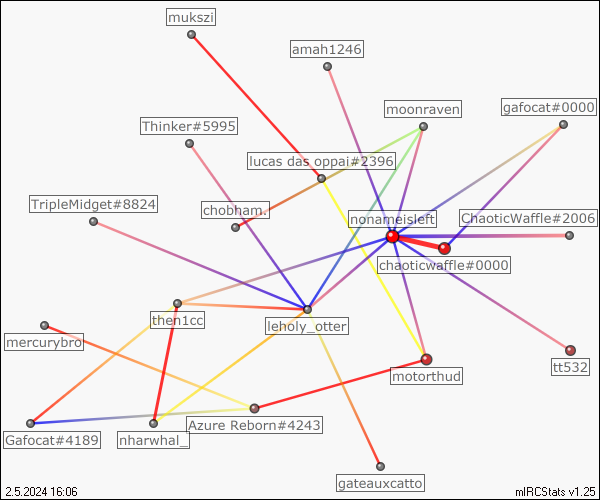 mukszi
amah1246
moonraven
gafocat#0000
Thinker#5995
lucas das oppai#2396
TripleMidget#8824
chobham.
nonameisleft
ChaoticWaffle#2006
chaoticwaffle#0000
then1cc
leholy_otter
mercurybro
motorthud
tt532
Gafocat#4189
nharwhal_
Azure Reborn#4243
gateauxcatto
2.5.2024 16:06
mIRCStats v1.25